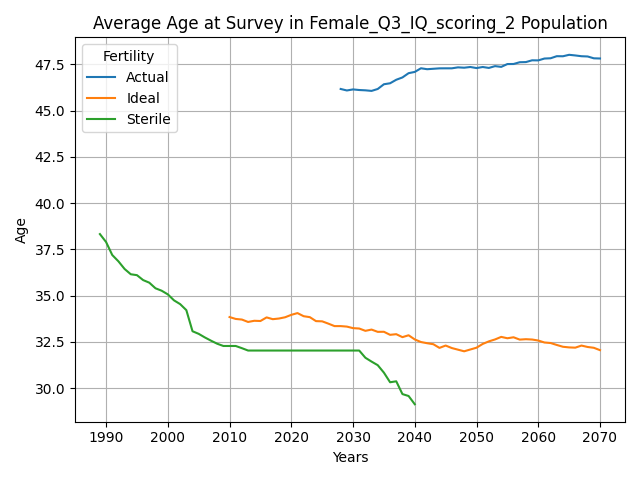 Average Age at Survey in Female_Q3_IQ_scoring_2 Population
Fertility
Actual
Ideal
Sterile
47.5
45.0
42.5
40.0
37.5
35.0
32.5
30.0
Age
1990 2000 2010 2020 2030 2040 2050 2060 2070
Years